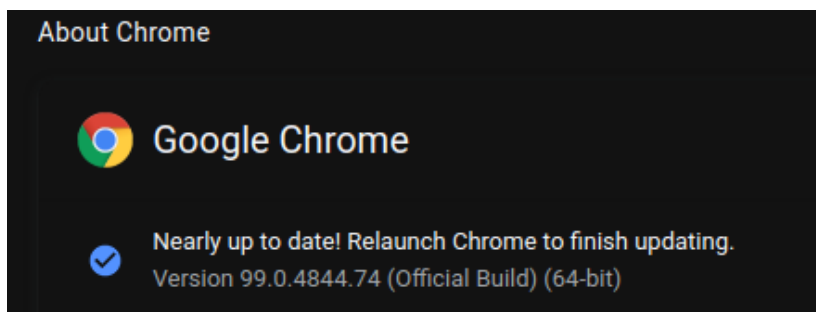 About Chrome
Google Chrome
Nearly up to date! Relaunch Chrome to finish updating.
Version 99.0.4844.74 (Official Build) (64-bit)